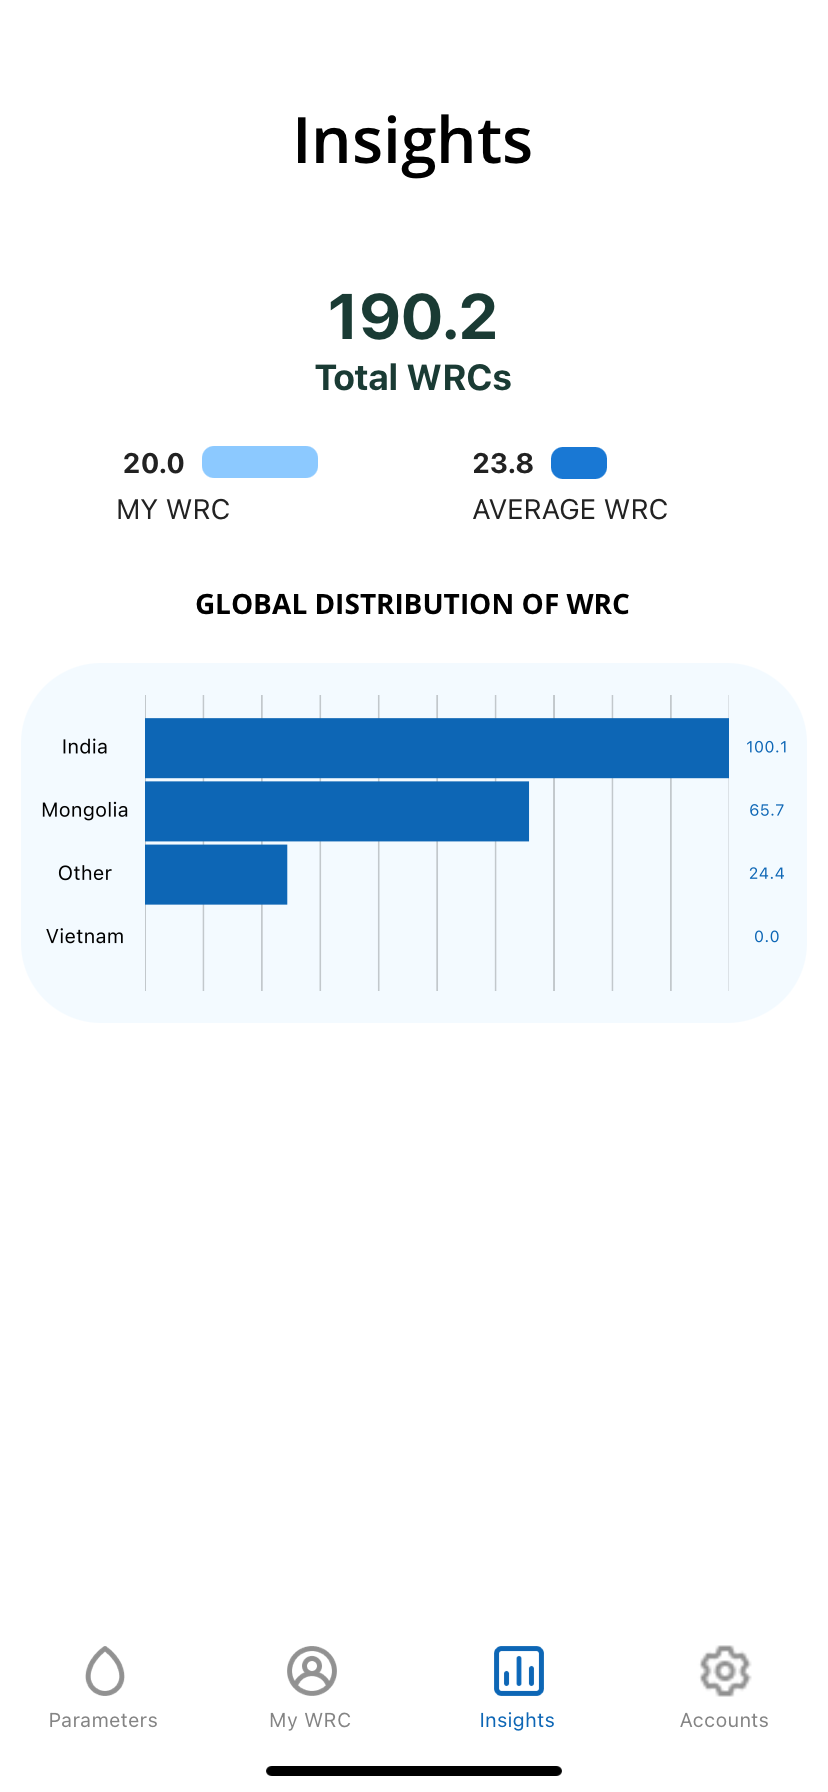 Insights
190.2
Total WRCs
20.0
MY WRC
23.8
AVERAGE WRC
GLOBAL DISTRIBUTION OF WRC
India 100.1
Mongolia 65.7
Other 24.4
Vietnam 0.0
Parameters My WRC Insights Accounts